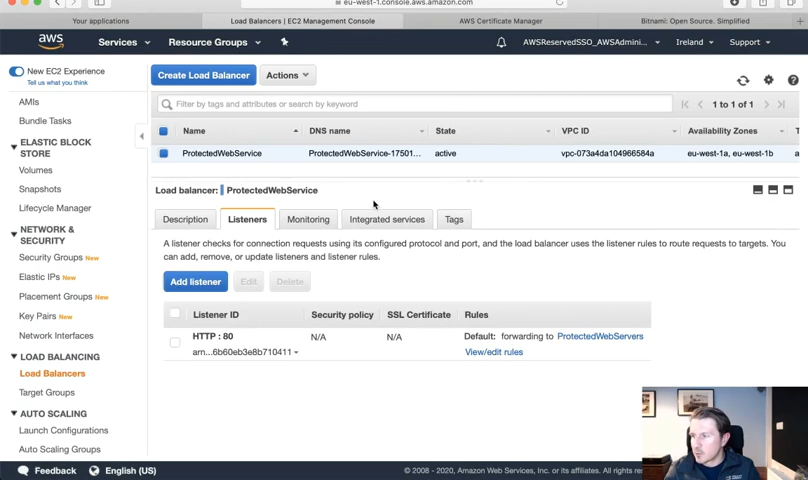 eu-west-1.console.aws.amazon.com
Your applications
Load Balancers | EC2 Management Console
AWS Certificate Manager
Bitnami: Open Source. Simplified
aws
Services
Resource Groups
AWSReservedSSO_AWSAdmini...
Ireland
Support
New EC2 Experience
Tell us what you think
AMIs
Bundle Tasks
ELASTIC BLOCK
STORE
Volumes
Snapshots
Lifecycle Manager
NETWORK &
SECURITY
Security Groups New
Elastic IPs New
Placement Groups New
Key Pairs New
Network Interfaces
LOAD BALANCING
Load Balancers
Target Groups
AUTO SCALING
Launch Configurations
Auto Scaling Groups
Create Load Balancer
Actions
Filter by tags and attributes or search by keyword
1 to 1 of 1
Name
DNS name
State
VPC ID
Availability Zones
ProtectedWebService
ProtectedWebService-17501...
active
vpc-073a4da104966584a
eu-west-1a, eu-west-1b
Load balancer: ProtectedWebService
Description
Listeners
Monitoring
Integrated services
Tags
A listener checks for connection requests using its configured protocol and port, and the load balancer uses the listener rules to route requests to targets. You
can add, remove, or update listeners and listener rules.
Add listener
Edit
Delete
Listener ID
Security policy
SSL Certificate
Rules
HTTP : 80
N/A
N/A
Default: forwarding to ProtectedWebServers
arn...6b60eb3e8b710411
View/edit rules
Feedback
English (US)
© 2008 - 2020, Amazon Web Services, Inc. or its affiliates. All rights